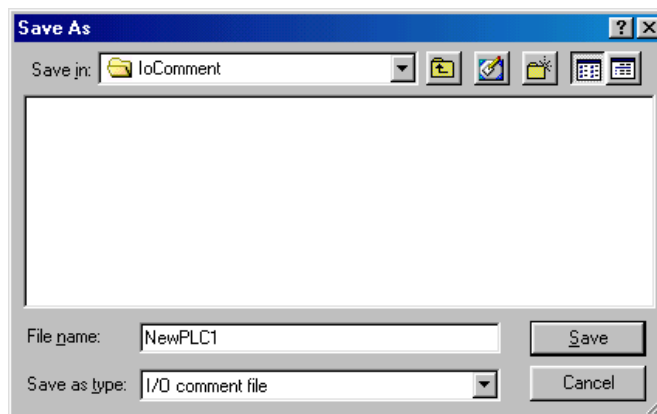 Save As
Save in: IoComment
File name: NewPLC1
Save
Save as type: I/O comment file
Cancel